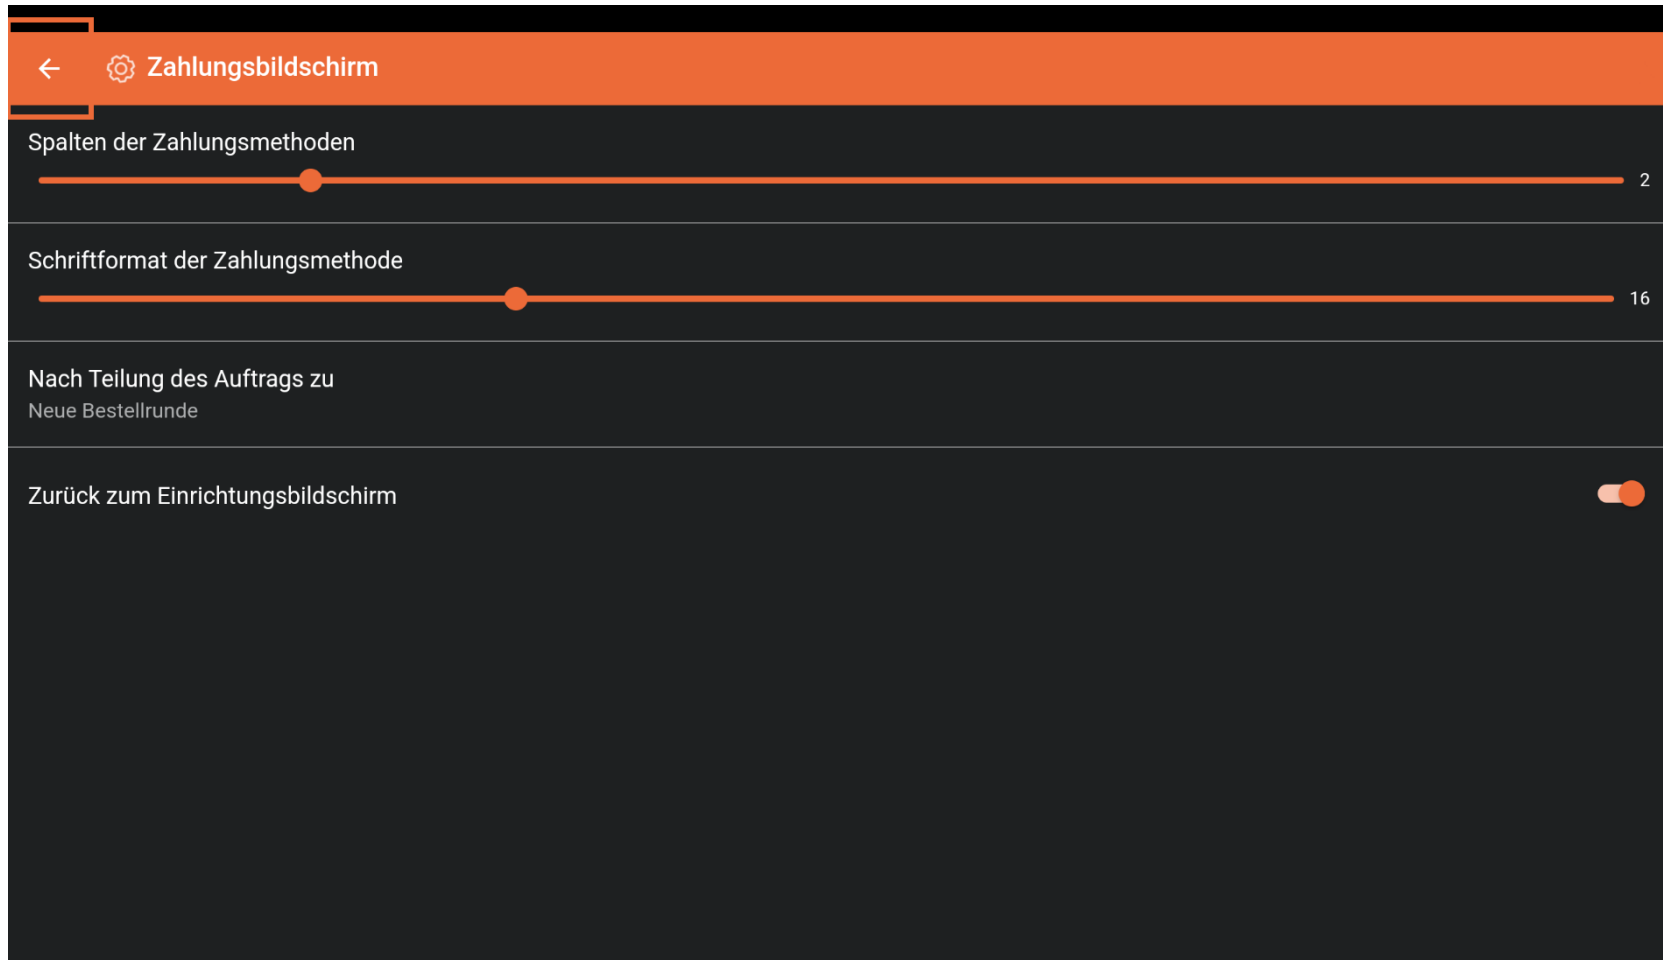 Zahlungsbildschirm
Spalten der Zahlungsmethoden
2
Schriftformat der Zahlungsmethode
16
Nach Teilung des Auftrags zu
Neue Bestellrunde
Zurück zum Einrichtungsbildschirm